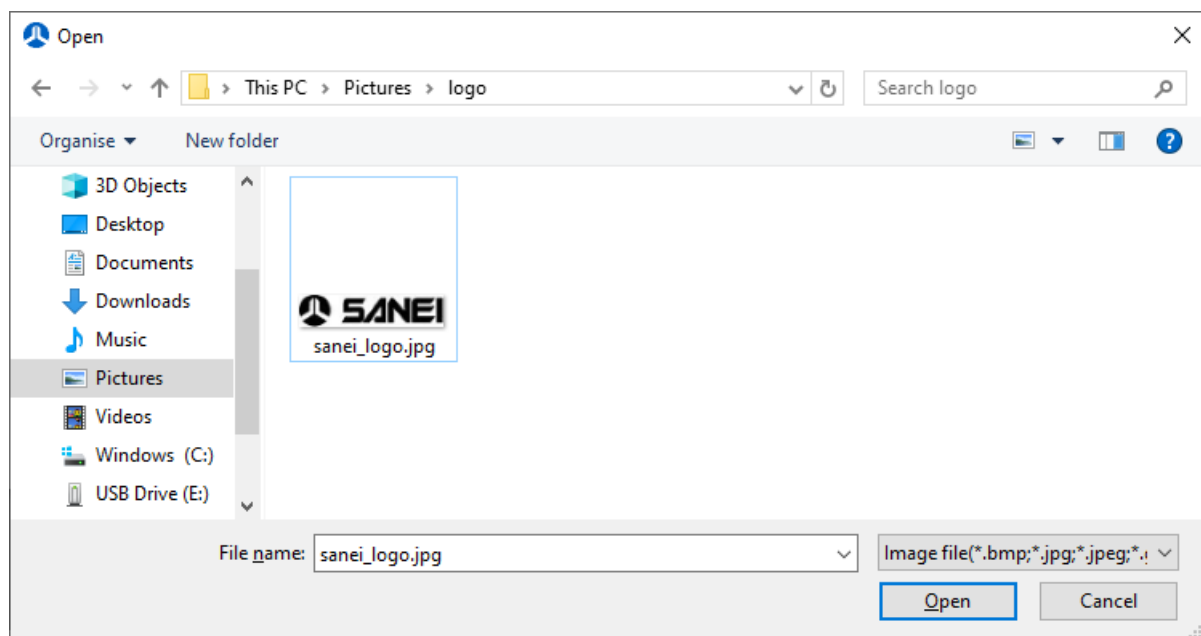 Open
This PC > Pictures > logo
Search logo
Organise
New folder
3D Objects
Desktop
Documents
Downloads
Music
Pictures
Videos
Windows (C:)
USB Drive (E:)
SANEI
sanei_logo.jpg
File name: sanei_logo.jpg
Image file(*.bmp;*.jpg;*.jpeg;*.
Open
Cancel